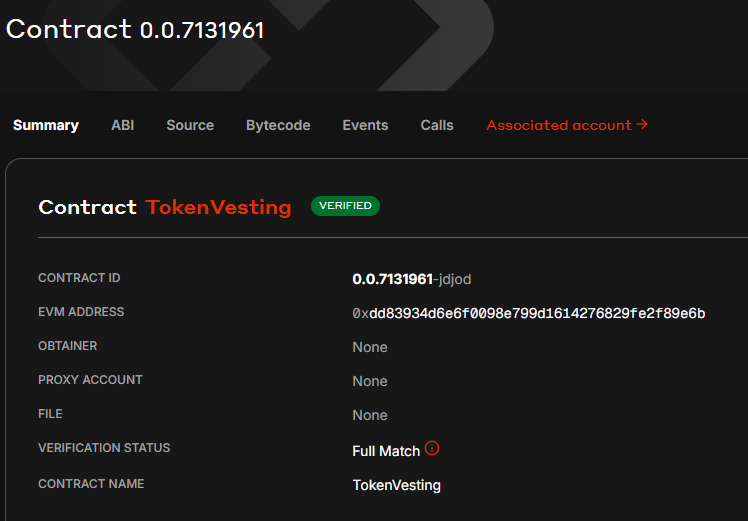 Contract 0.0.7131961
Summary ABI Source Bytecode Events Calls Associated account →
Contract TokenVesting VERIFIED
CONTRACT ID 0.0.7131961-jdjod
EVM ADDRESS 0xdd83934d6e6f0098e799d1614276829fe2f89e6b
OBTAINER None
PROXY ACCOUNT None
FILE None
VERIFICATION STATUS Full Match
CONTRACT NAME TokenVesting